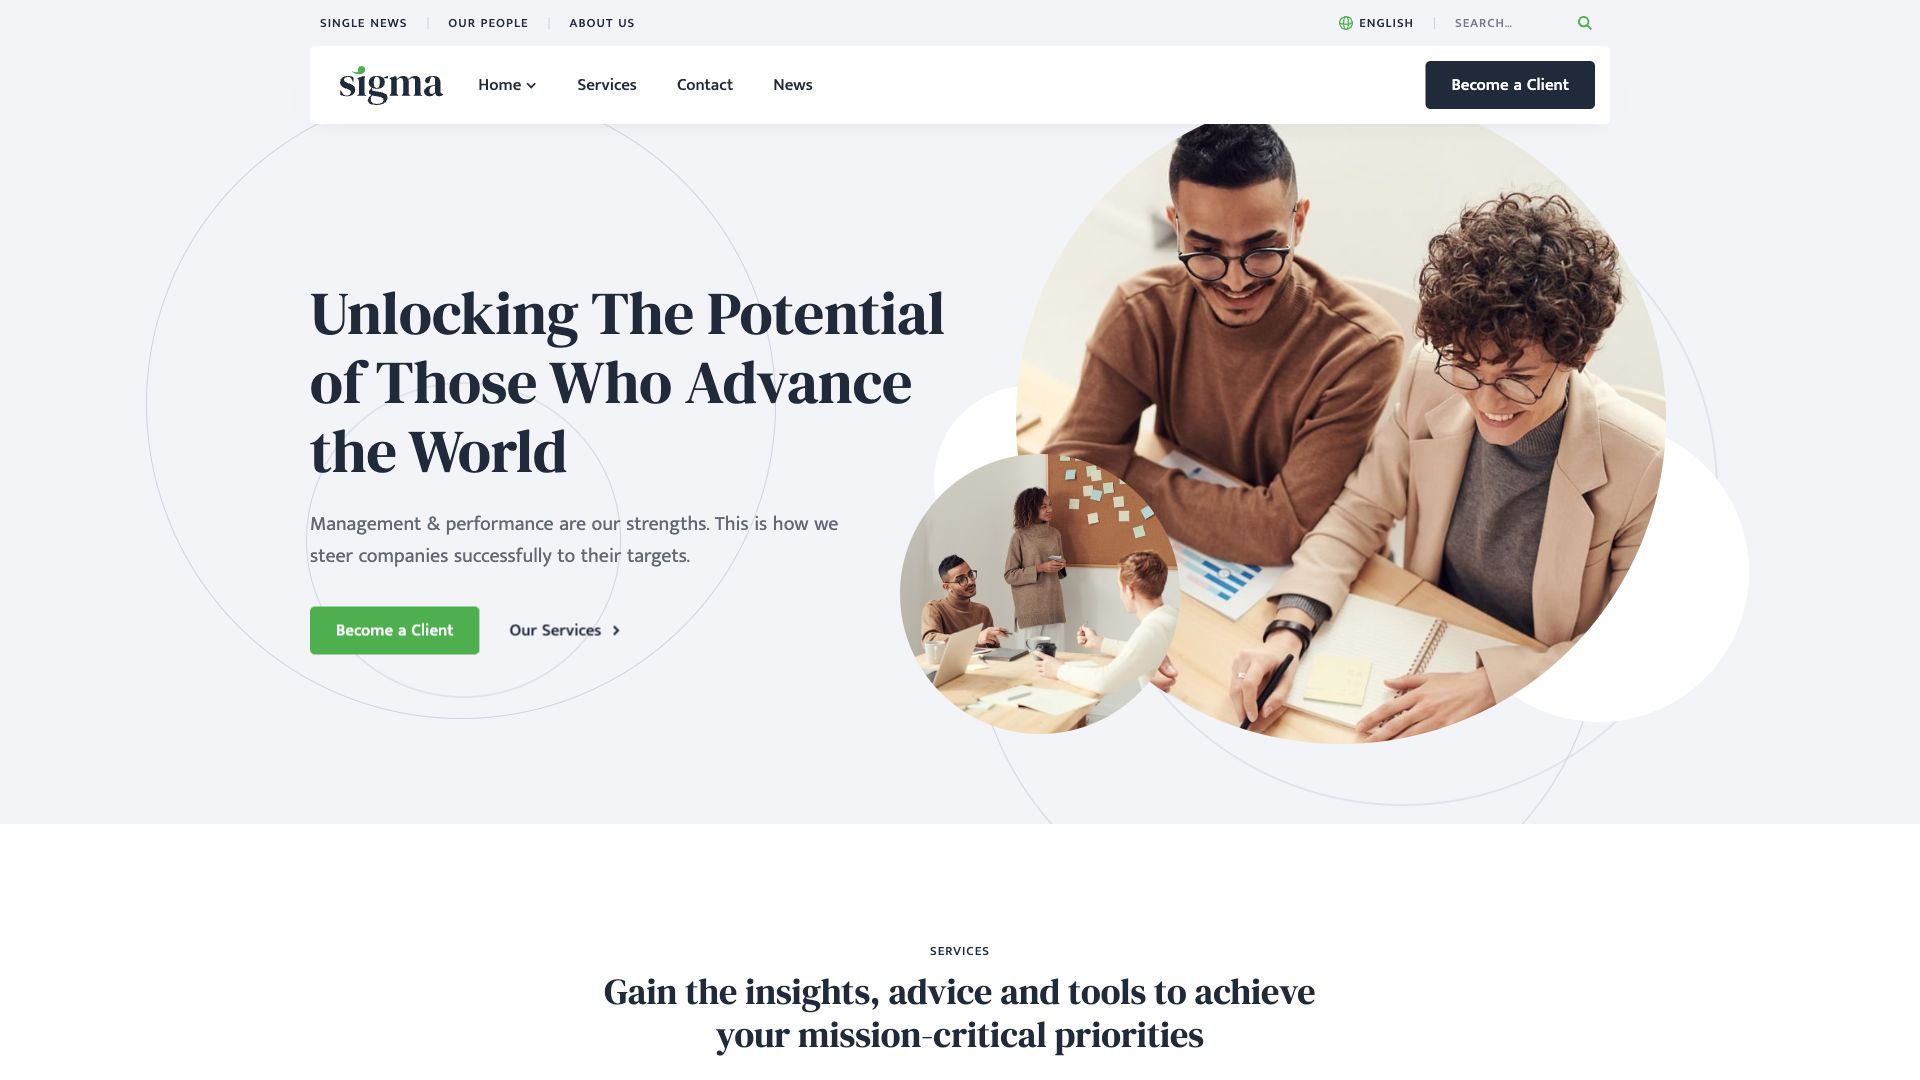 SINGLE NEWS
OUR PEOPLE
ABOUT US
ENGLISH
SEARCH...
sigma
Home
Services
Contact
News
Become a Client
Unlocking The Potential
of Those Who Advance
the World
Management & performance are our strengths. This is how we
steer companies successfully to their targets.
Become a Client
Our Services
SERVICES
Gain the insights, advice and tools to achieve
your mission-critical priorities